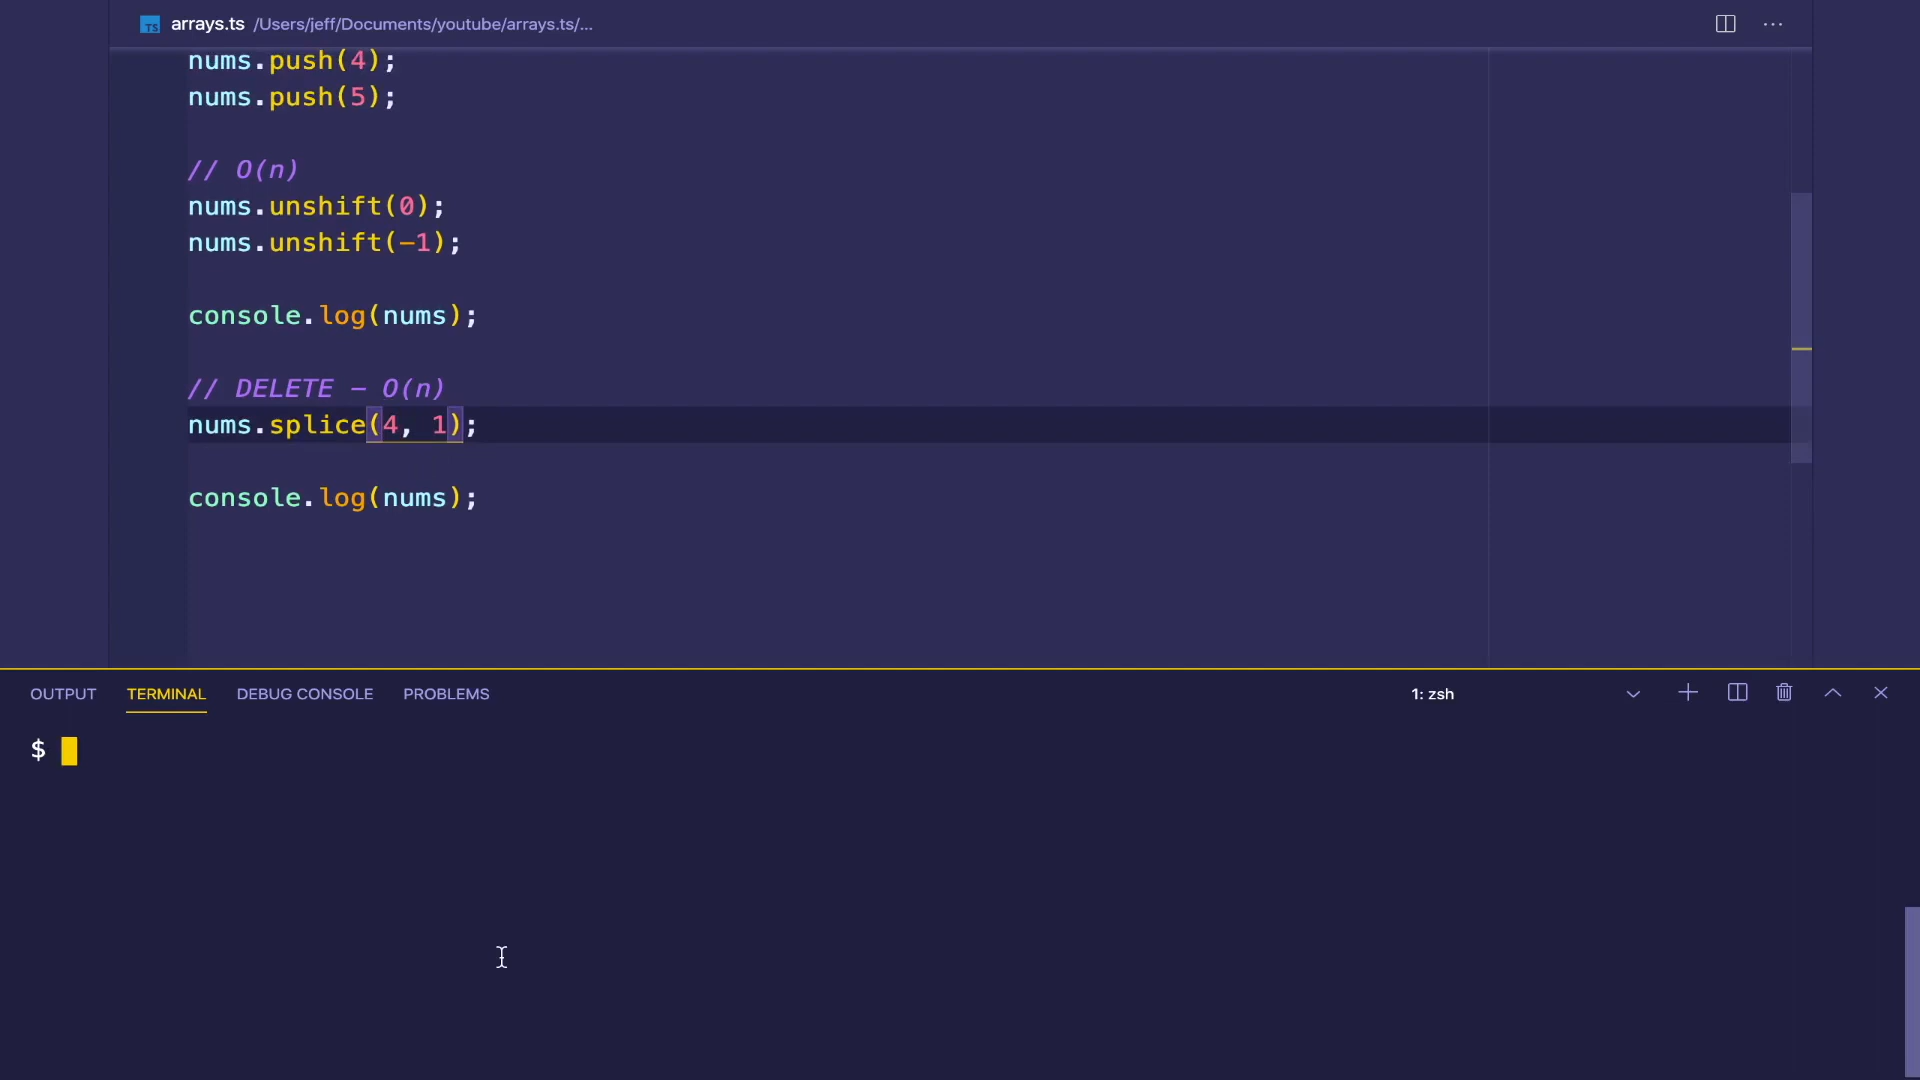 TS arrays.ts /Users/jeff/Documents/youtube/arrays.ts/...
nums.push(4);
nums.push(5);
// O(n)
nums.unshift(0);
nums.unshift(-1);
console.log(nums);
// DELETE - O(n)
nums.splice(4, 1);
console.log(nums);
OUTPUT TERMINAL DEBUG CONSOLE PROBLEMS 1: zsh
$